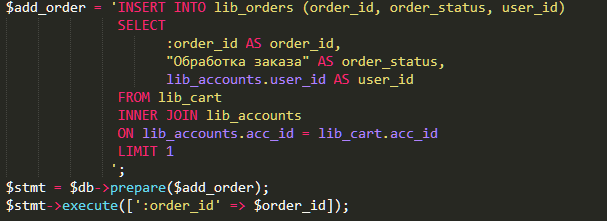 $add_order = 'INSERT INTO lib_orders (order_id, order_status, user_id)
SELECT
:order_id AS order_id,
"Обработка заказа" AS order_status,
lib_accounts.user_id AS user_id
FROM lib_cart
INNER JOIN lib_accounts
ON lib_accounts.acc_id = lib_cart.acc_id
LIMIT 1
';
$stmt = $db->prepare($add_order);
$stmt->execute([':order_id' => $order_id]);